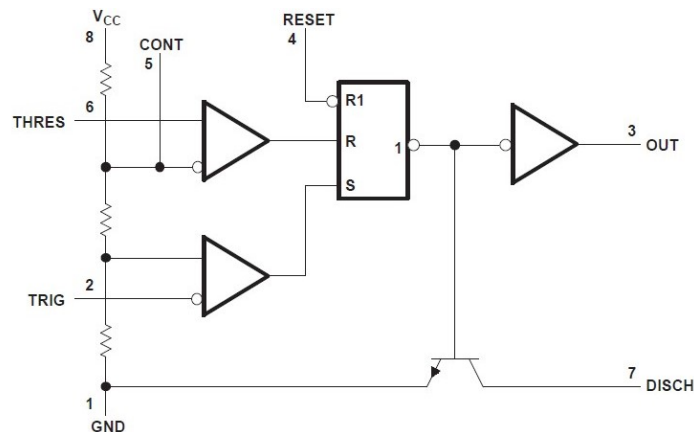 VCC
8
CONT
5
RESET
4
6
THRES
R1
R
1
S
3
OUT
2
TRIG
7
DISCH
1
GND